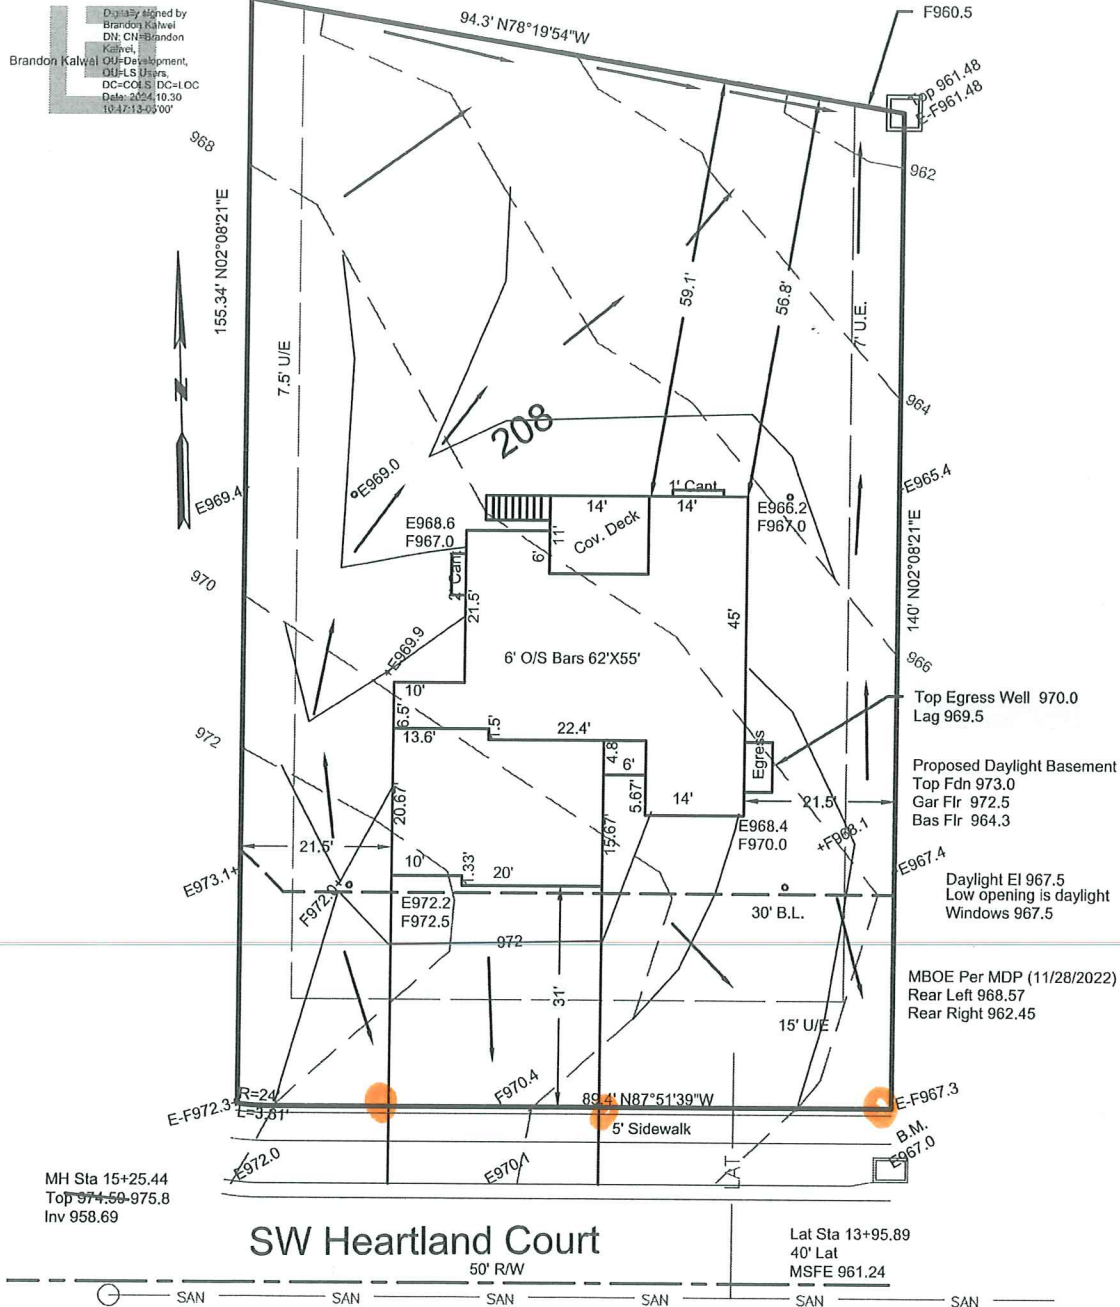 Digitally signed by
Brandon Kalwei
DN: CN=Brandon
Kalwei,
OU=Development,
OU=LS Users,
DC=COLS, DC=LOC
Date: 2024.10.30
10:47:13-05'00'
Brandon Kalwei
94.3' N78°19'54"W
F960.5
Top 961.48
E-F961.48
968
962
155.34' N02°08'21"E
59.1'
56.8'
7' U.E.
7.5' U/E
N
964
208
E969.4
E969.0
E965.4
1' Cant
14'
14'
E966.2
F967.0
E968.6
F967.0
11'
Cov. Deck
6'
2' Cant
21.5'
140' N02°08'21"E
970
45'
+E969.9
6' O/S Bars 62'X55'
966
10'
Top Egress Well 970.0
Lag 969.5
6.5'
13.6'
1.5'
22.4'
972
4.8
6'
Egress
Proposed Daylight Basement
Top Fdn 973.0
Gar Flr 972.5
Bas Flr 964.3
5.67'
14'
21.5'
20.67'
15.67'
E968.4
F970.0
+F968.1
21.5'
10'
1.33'
20'
E967.4
E973.1+
F972.0+
E972.2
F972.5
30' B.L.
Daylight El 967.5
Low opening is daylight
Windows 967.5
972
31'
MBOE Per MDP (11/28/2022)
Rear Left 968.57
Rear Right 962.45
15' U/E
R=24
L=3.81'
E-F972.3
F970.4
89.4' N87°51'39"W
E-F967.3
5' Sidewalk
B.M.
E967.0
E972.0
E970.1
LAT
MH Sta 15+25.44
Top 974.59 975.8
Inv 958.69
SW Heartland Court
50' R/W
Lat Sta 13+95.89
40' Lat
MSFE 961.24
SAN SAN SAN SAN SAN SAN